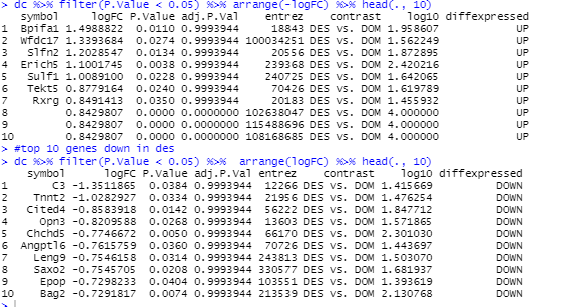 > dc %>% filter(P.Value < 0.05) %>% arrange(-logFC) %>% head(., 10)
symbol logFC P.Value adj.P.Val entrez contrast log10 diffexpressed
1 Bpifa1 1.4988822 0.0110 0.9993944 18843 DES vs. DOM 1.958607 UP
2 Wfdc17 1.3393684 0.0274 0.9993944 100034251 DES vs. DOM 1.562249 UP
3 Slfn2 1.2028547 0.0134 0.9993944 20556 DES vs. DOM 1.872895 UP
4 Erich5 1.1001745 0.0038 0.9993944 239368 DES vs. DOM 2.420216 UP
5 Sulf1 1.0089100 0.0228 0.9993944 240725 DES vs. DOM 1.642065 UP
6 Tekt5 0.8779164 0.0240 0.9993944 70426 DES vs. DOM 1.619789 UP
7 Rxrg 0.8491413 0.0350 0.9993944 20183 DES vs. DOM 1.455932 UP
8 0.8429807 0.0000 0.0000000 102638047 DES vs. DOM 4.000000 UP
9 0.8429807 0.0000 0.0000000 115488696 DES vs. DOM 4.000000 UP
10 0.8429807 0.0000 0.0000000 108168685 DES vs. DOM 4.000000 UP
> #top 10 genes down in des
> dc %>% filter(P.Value < 0.05) %>% arrange(logFC) %>% head(., 10)
symbol logFC P.Value adj.P.Val entrez contrast log10 diffexpressed
1 C3 -1.3511865 0.0384 0.9993944 12266 DES vs. DOM 1.415669 DOWN
2 Tnnt2 -1.0282927 0.0334 0.9993944 21956 DES vs. DOM 1.476254 DOWN
3 Cited4 -0.8583918 0.0142 0.9993944 56222 DES vs. DOM 1.847712 DOWN
4 Opn3 -0.8209588 0.0268 0.9993944 13603 DES vs. DOM 1.571865 DOWN
5 Chchd5 -0.7746672 0.0050 0.9993944 66170 DES vs. DOM 2.301030 DOWN
6 Angptl6 -0.7615759 0.0360 0.9993944 70726 DES vs. DOM 1.443697 DOWN
7 Leng9 -0.7546158 0.0314 0.9993944 243813 DES vs. DOM 1.503070 DOWN
8 Saxo2 -0.7545705 0.0208 0.9993944 330577 DES vs. DOM 1.681937 DOWN
9 Epop -0.7298233 0.0404 0.9993944 103551 DES vs. DOM 1.393619 DOWN
10 Bag2 -0.7291817 0.0074 0.9993944 213539 DES vs. DOM 2.130768 DOWN
>